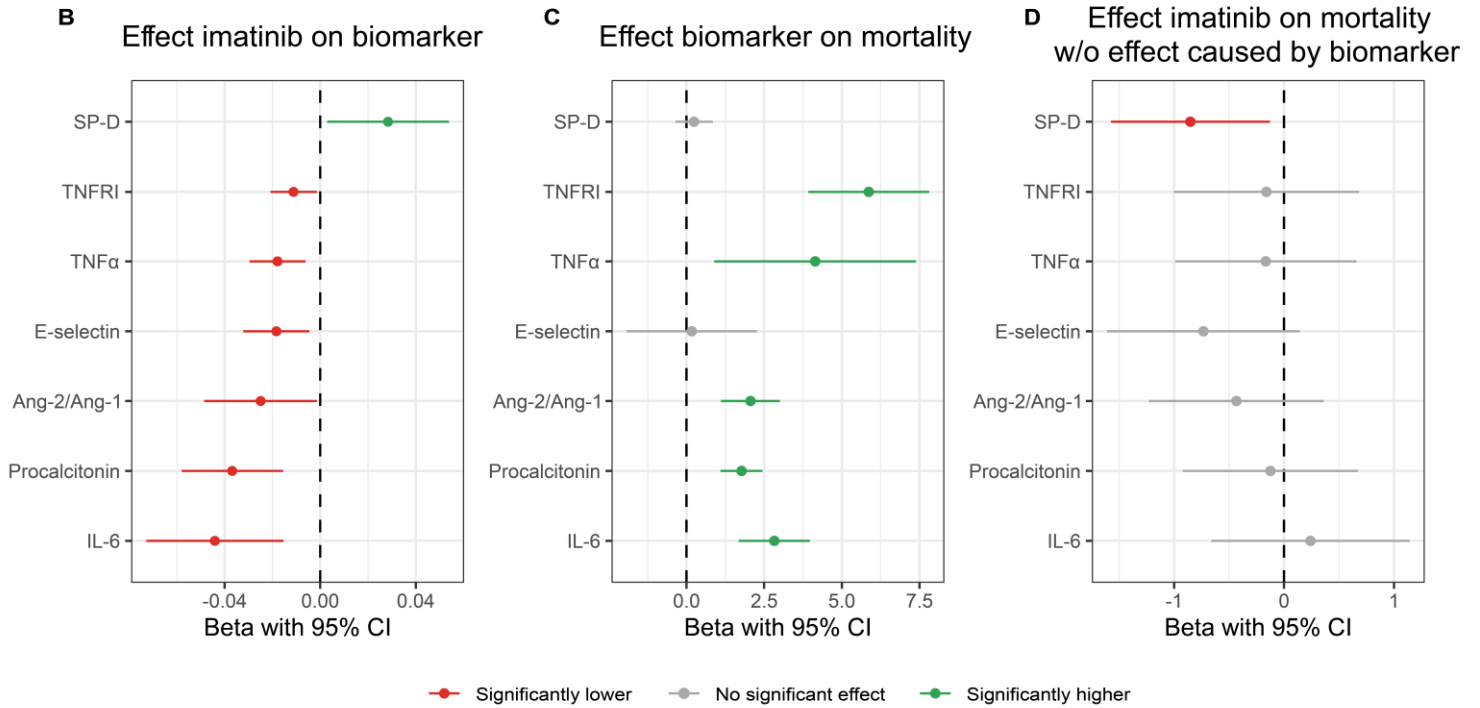 B
Effect imatinib on biomarker
SP-D
TNFRI
TNFα
E-selectin
Ang-2/Ang-1
Procalcitonin
IL-6
-0.04
0.00
0.04
Beta with 95% CI
C
Effect biomarker on mortality
SP-D
TNFRI
TNFα
E-selectin
Ang-2/Ang-1
Procalcitonin
IL-6
0.0
2.5
5.0
7.5
Beta with 95% CI
D
Effect imatinib on mortality
w/o effect caused by biomarker
SP-D
TNFRI
TNFα
E-selectin
Ang-2/Ang-1
Procalcitonin
IL-6
-1
0
1
Beta with 95% CI
Significantly lower
No significant effect
Significantly higher